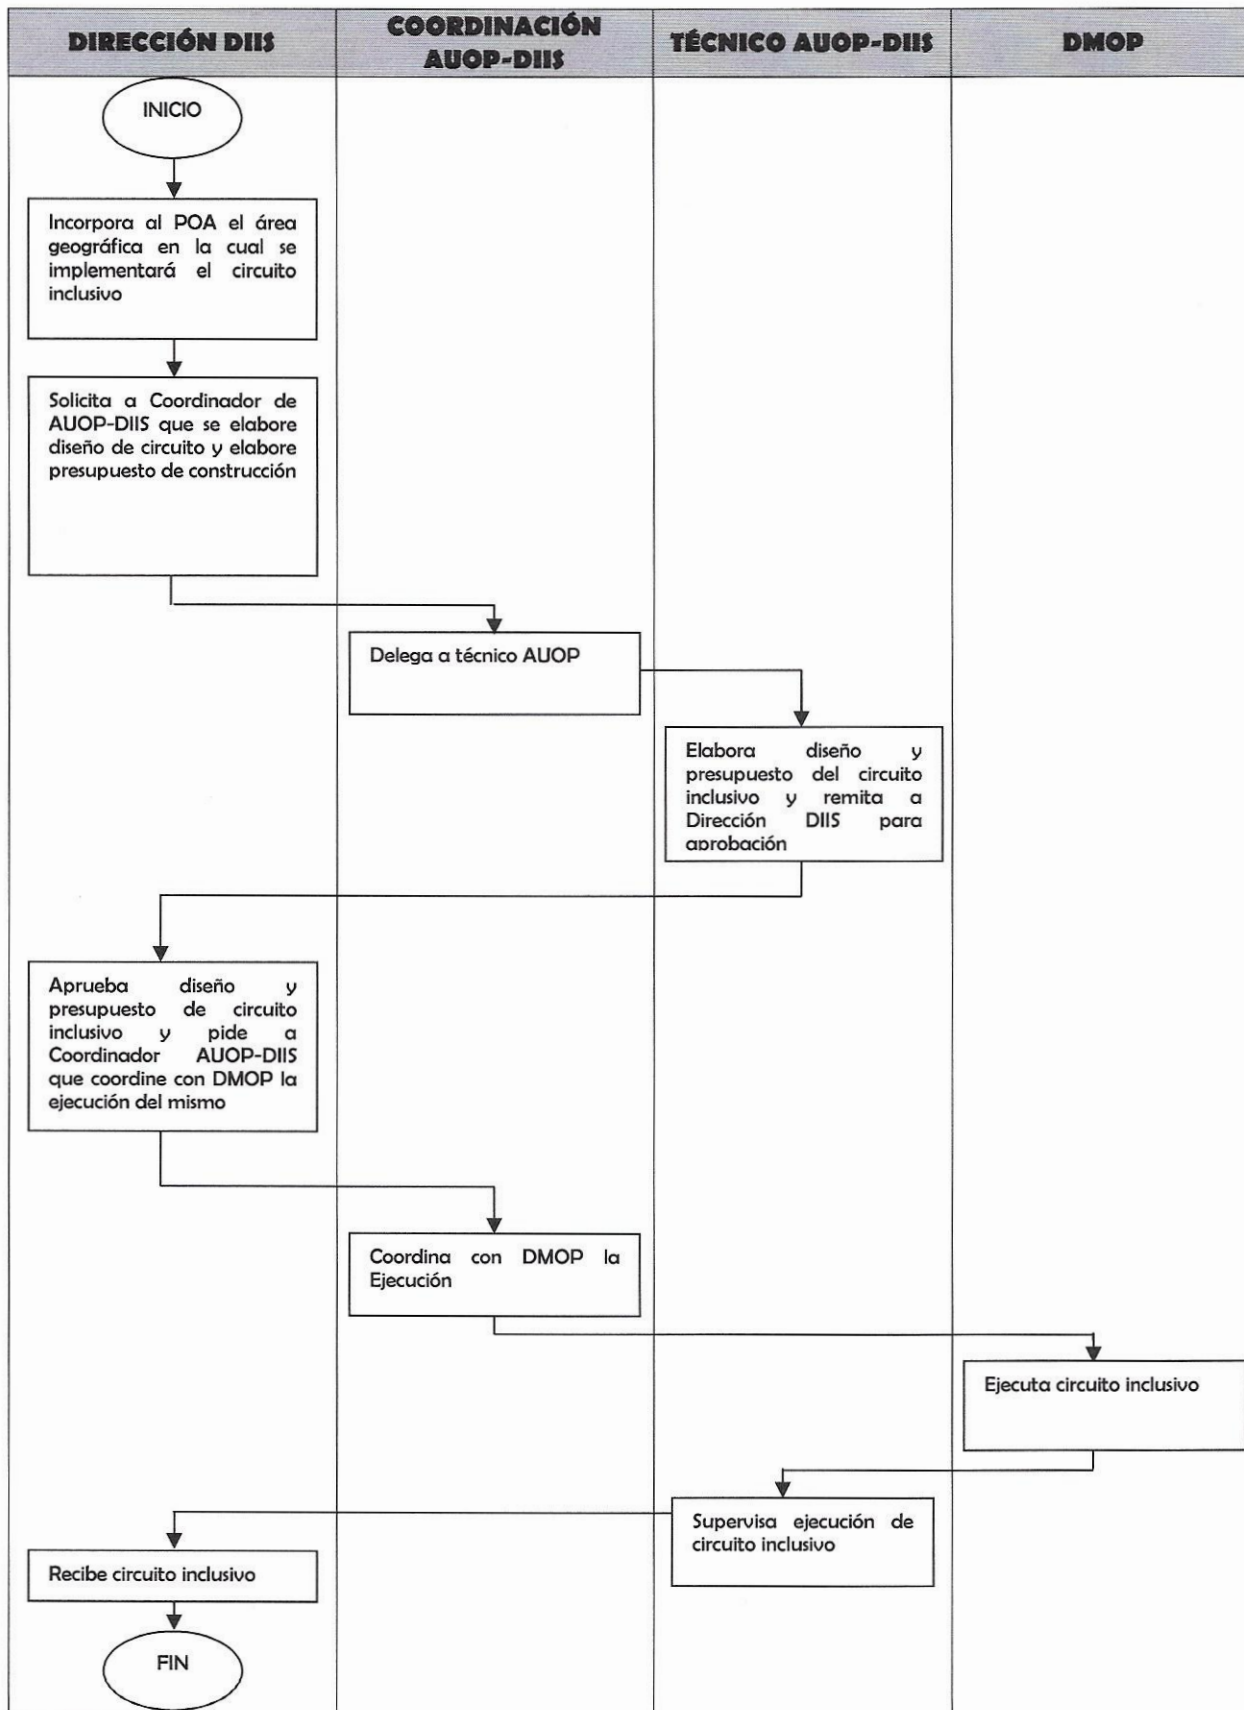 DIRECCIÓN DIIS
COORDINACIÓN
AUOP-DIIS
TÉCNICO AUOP-DIIS
DMOP
INICIO
Incorpora al POA el área
geográfica en la cual se
implementará el circuito
inclusivo
Solicita a Coordinador de
AUOP-DIIS que se elabore
diseño de circuito y elabore
presupuesto de construcción
Delega a técnico AUOP
Elabora diseño y
presupuesto del circuito
inclusivo y remita a
Dirección DIIS para
aprobación
Aprueba diseño y
presupuesto de circuito
inclusivo y pide a
Coordinador AUOP-DIIS
que coordine con DMOP la
ejecución del mismo
Coordina con DMOP la
Ejecución
Ejecuta circuito inclusivo
Supervisa ejecución de
circuito inclusivo
Recibe circuito inclusivo
FIN